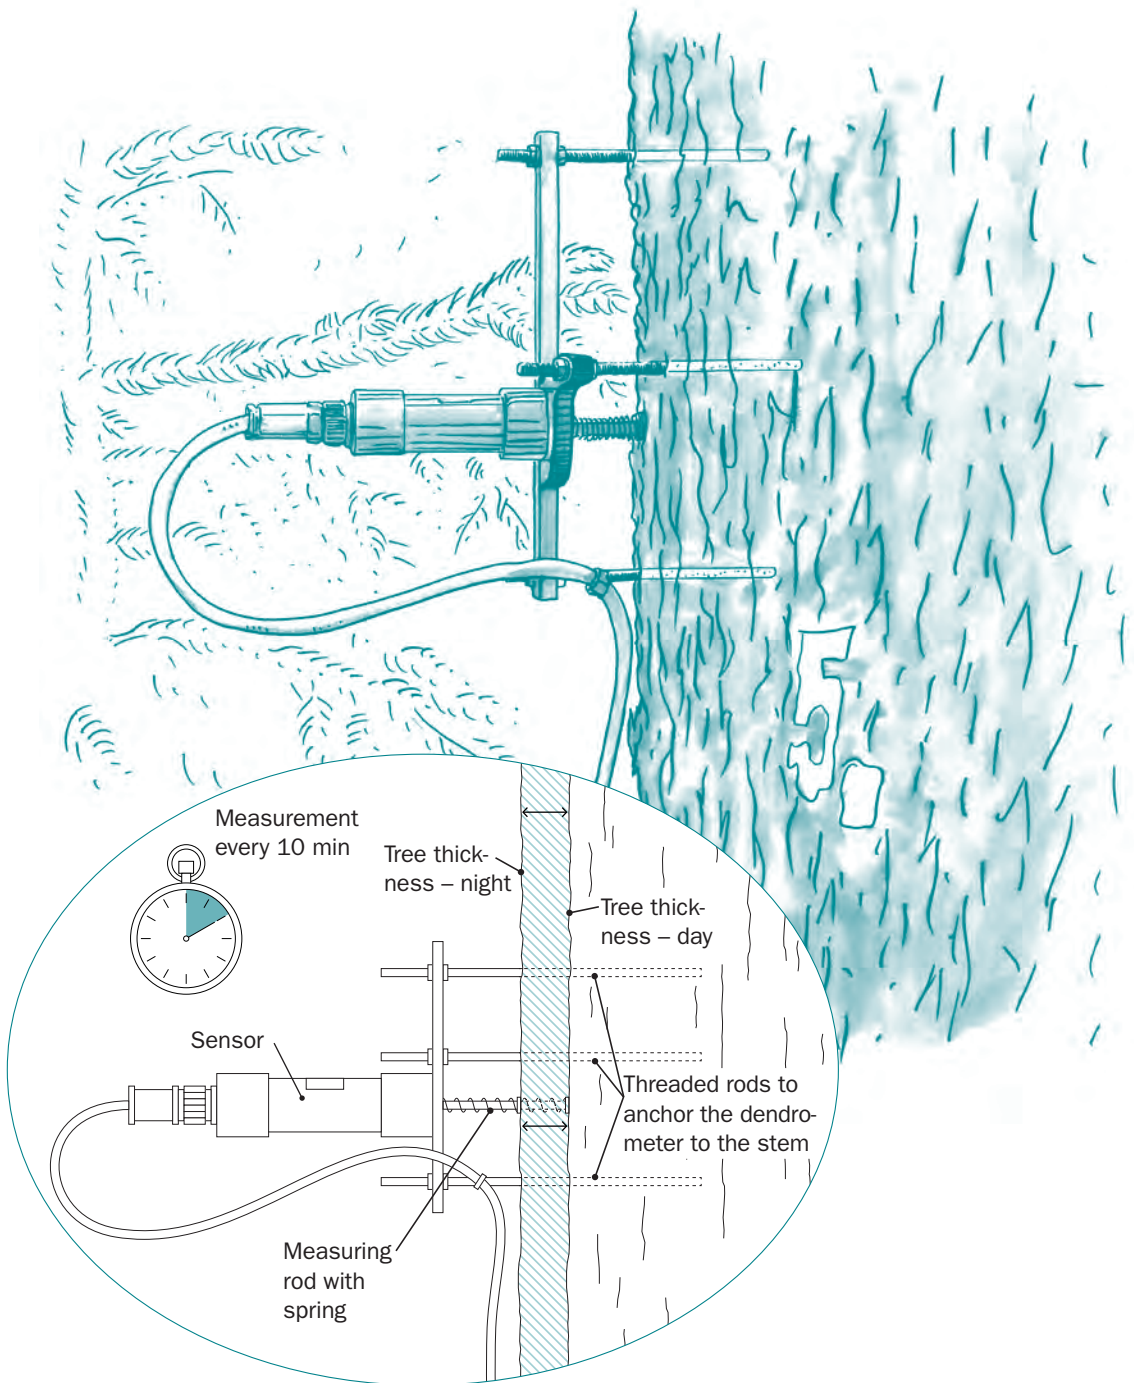 Measurement
every 10 min
Tree thick-
ness – night
Tree thick-
ness – day
Sensor
Threaded rods to
anchor the dendro-
meter to the stem
Measuring
rod with
spring